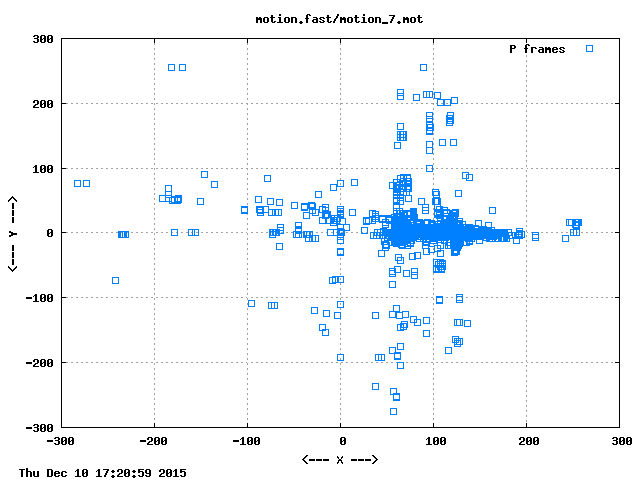 motion.fast/motion_7.mot
P frames
300
200
100
0
-100
-200
-300
<--- Y --->
-300 -200 -100 0 100 200 300
<--- X --->
Thu Dec 10 17:20:59 2015